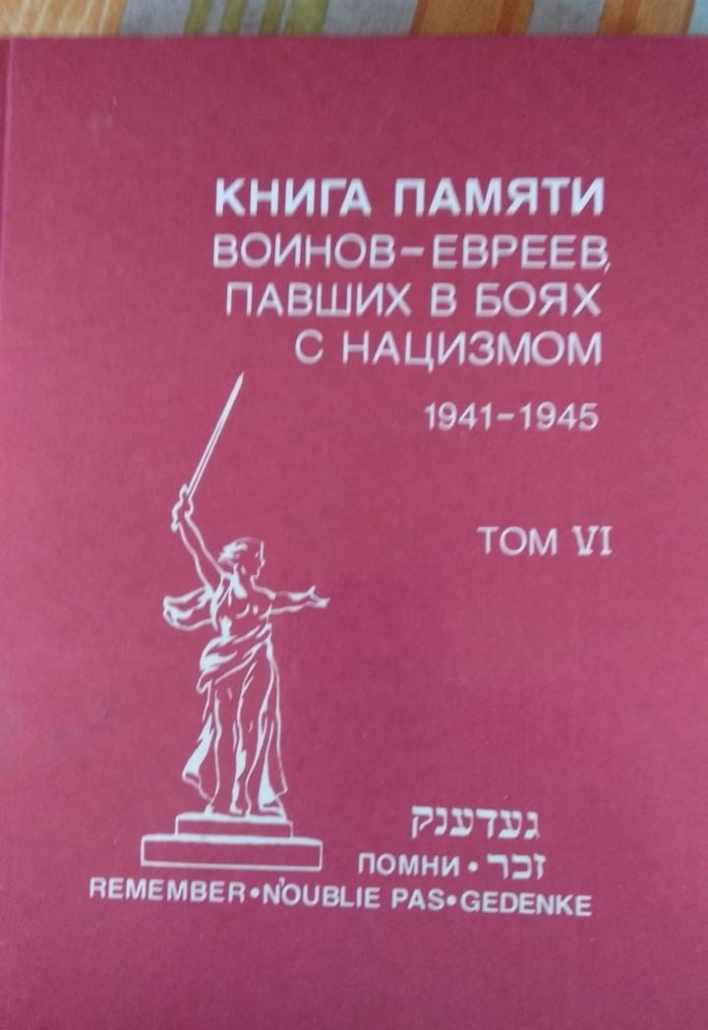 КНИГА ПАМЯТИ
ВОИНОВ-ЕВРЕЕВ,
ПАВШИХ В БОЯХ
С НАЦИЗМОМ
1941-1945
ТОМ VI
געדענק
ПОМНИ • זכר
REMEMBER•N'OUBLIE PAS•GEDENKE